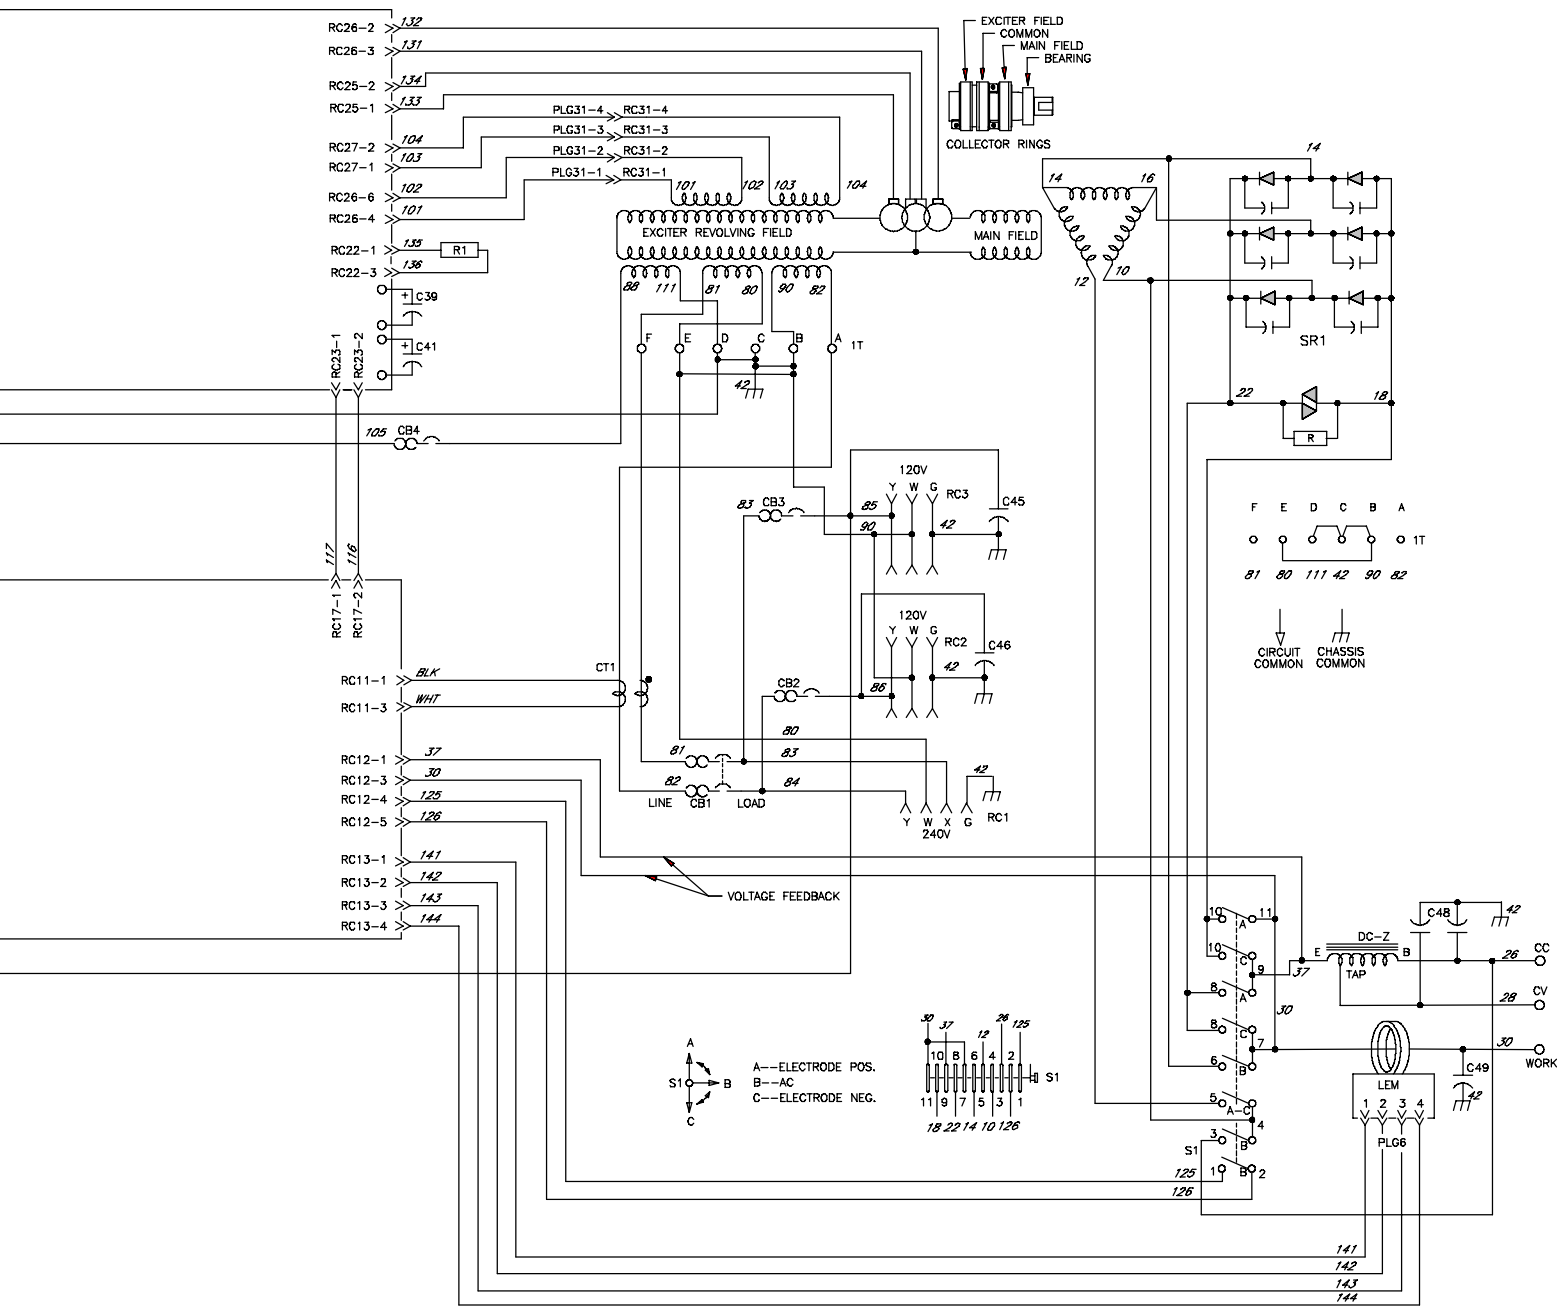 RC26-2 132
RC26-3 131
RC25-2 134
RC25-1 133
RC27-2 104
RC27-1 103
RC26-6 102
RC26-4 101
RC22-1 135 R1
RC22-3 136
+ C39
+ C41
RC23-1
RC23-2
PLG31-4 RC31-4
PLG31-3 RC31-3
PLG31-2 RC31-2
PLG31-1 RC31-1
101 102 103 104
EXCITER REVOLVING FIELD
MAIN FIELD
88 111 81 80 90 82
F E D C B A 1T
42
EXCITER FIELD
COMMON
MAIN FIELD
BEARING
COLLECTOR RINGS
14 16
12 10
14
SR1
22 18
R
F E D C B A
1T
81 80 111 42 90 82
CIRCUIT COMMON
CHASSIS COMMON
105 CB4
117 116
RC17-1
RC17-2
120V
Y W G RC3
C45
83 CB3 85
90 42
120V
Y W G RC2
C46
CB2 86
42
CT1
RC11-1 BLK
RC11-3 WHT
RC12-1 37
RC12-3 30
RC12-4 125
RC12-5 126
RC13-1 141
RC13-2 142
RC13-3 143
RC13-4 144
80
81 83
82 84
LINE CB1 LOAD
42
Y W X G
240V
RC1
VOLTAGE FEEDBACK
10 A 11
10 C 9
8 A
8 C 7
6 B
5 A-C
4
3 B
S1
1 B 2
37
30
125
126
E DC-Z B
TAP
C48
42
26 CC
28 CV
30 WORK
C49
42
LEM
1 2 3 4
PLG6
A
S1 B
C
A--ELECTRODE POS.
B--AC
C--ELECTRODE NEG.
30 37 12 26 125
10 8 6 4 2
S1
11 9 7 5 3 1
18 22 14 10 126
141
142
143
144